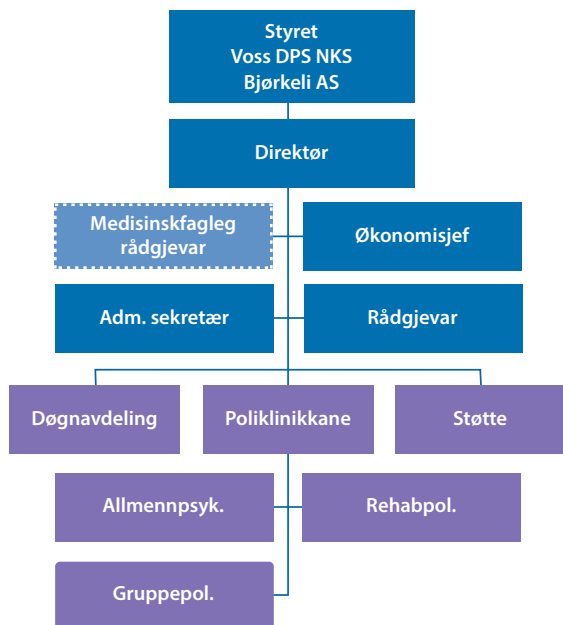 Styret
Voss DPS NKS
Bjørkeli AS
Direktør
Medisinskfagleg
rådgjevar
Økonomisjef
Adm. sekretær
Rådgjevar
Døgnavdeling
Poliklinikkane
Støtte
Allmennpsyk.
Rehabpol.
Gruppepol.